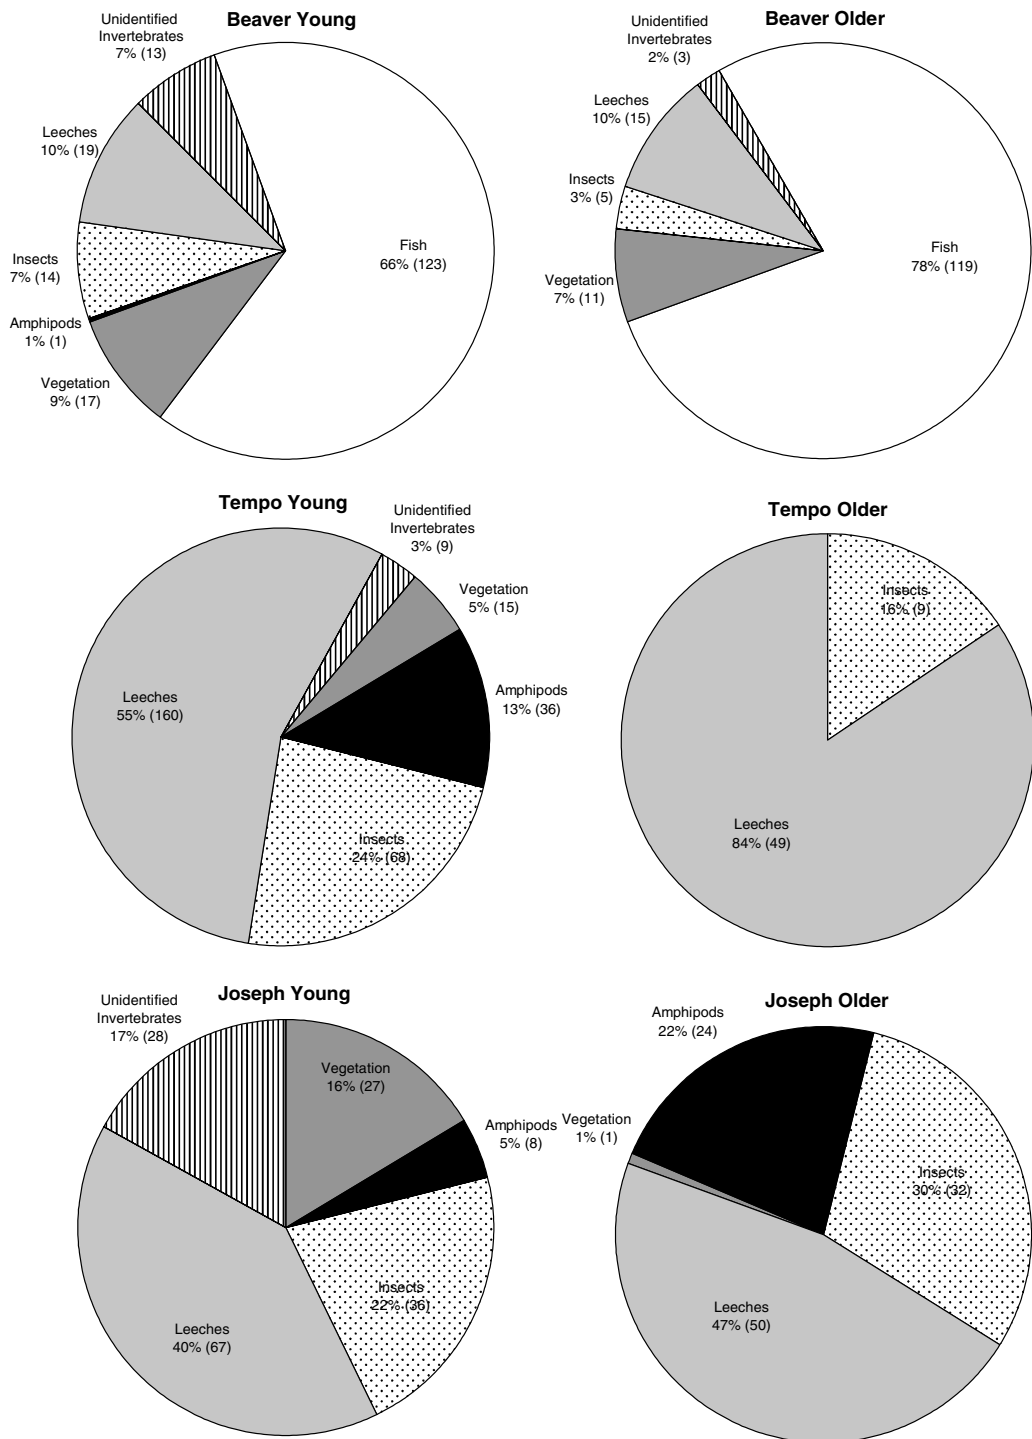 Beaver Young
Unidentified
Invertebrates
7% (13)
Leeches
10% (19)
Insects
7% (14)
Amphipods
1% (1)
Vegetation
9% (17)
Fish
66% (123)
Beaver Older
Unidentified
Invertebrates
2% (3)
Leeches
10% (15)
Insects
3% (5)
Vegetation
7% (11)
Fish
78% (119)
Tempo Young
Unidentified
Invertebrates
3% (9)
Vegetation
5% (15)
Amphipods
13% (36)
Leeches
55% (160)
Insects
24% (68)
Tempo Older
Insects
16% (9)
Leeches
84% (49)
Joseph Young
Unidentified
Invertebrates
17% (28)
Vegetation
16% (27)
Amphipods
5% (8)
Insects
22% (36)
Leeches
40% (67)
Joseph Older
Amphipods
22% (24)
Vegetation
1% (1)
Insects
30% (32)
Leeches
47% (50)